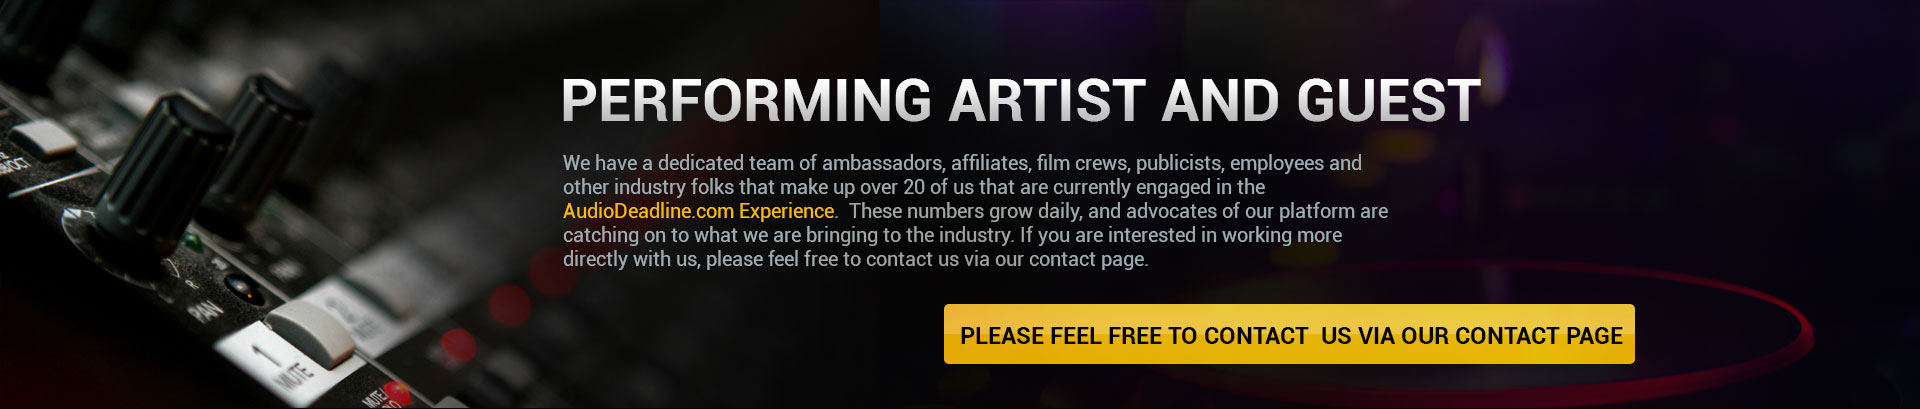 PERFORMING ARTIST AND GUEST
We have a dedicated team of ambassadors, affiliates, film crews, publicists, employees and
other industry folks that make up over 20 of us that are currently engaged in the
AudioDeadline.com Experience.  These numbers grow daily, and advocates of our platform are
catching on to what we are bringing to the industry. If you are interested in working more
directly with us, please feel free to contact us via our contact page.
PLEASE FEEL FREE TO CONTACT  US VIA OUR CONTACT PAGE
PAN
2
1
MUTE
MUTE/